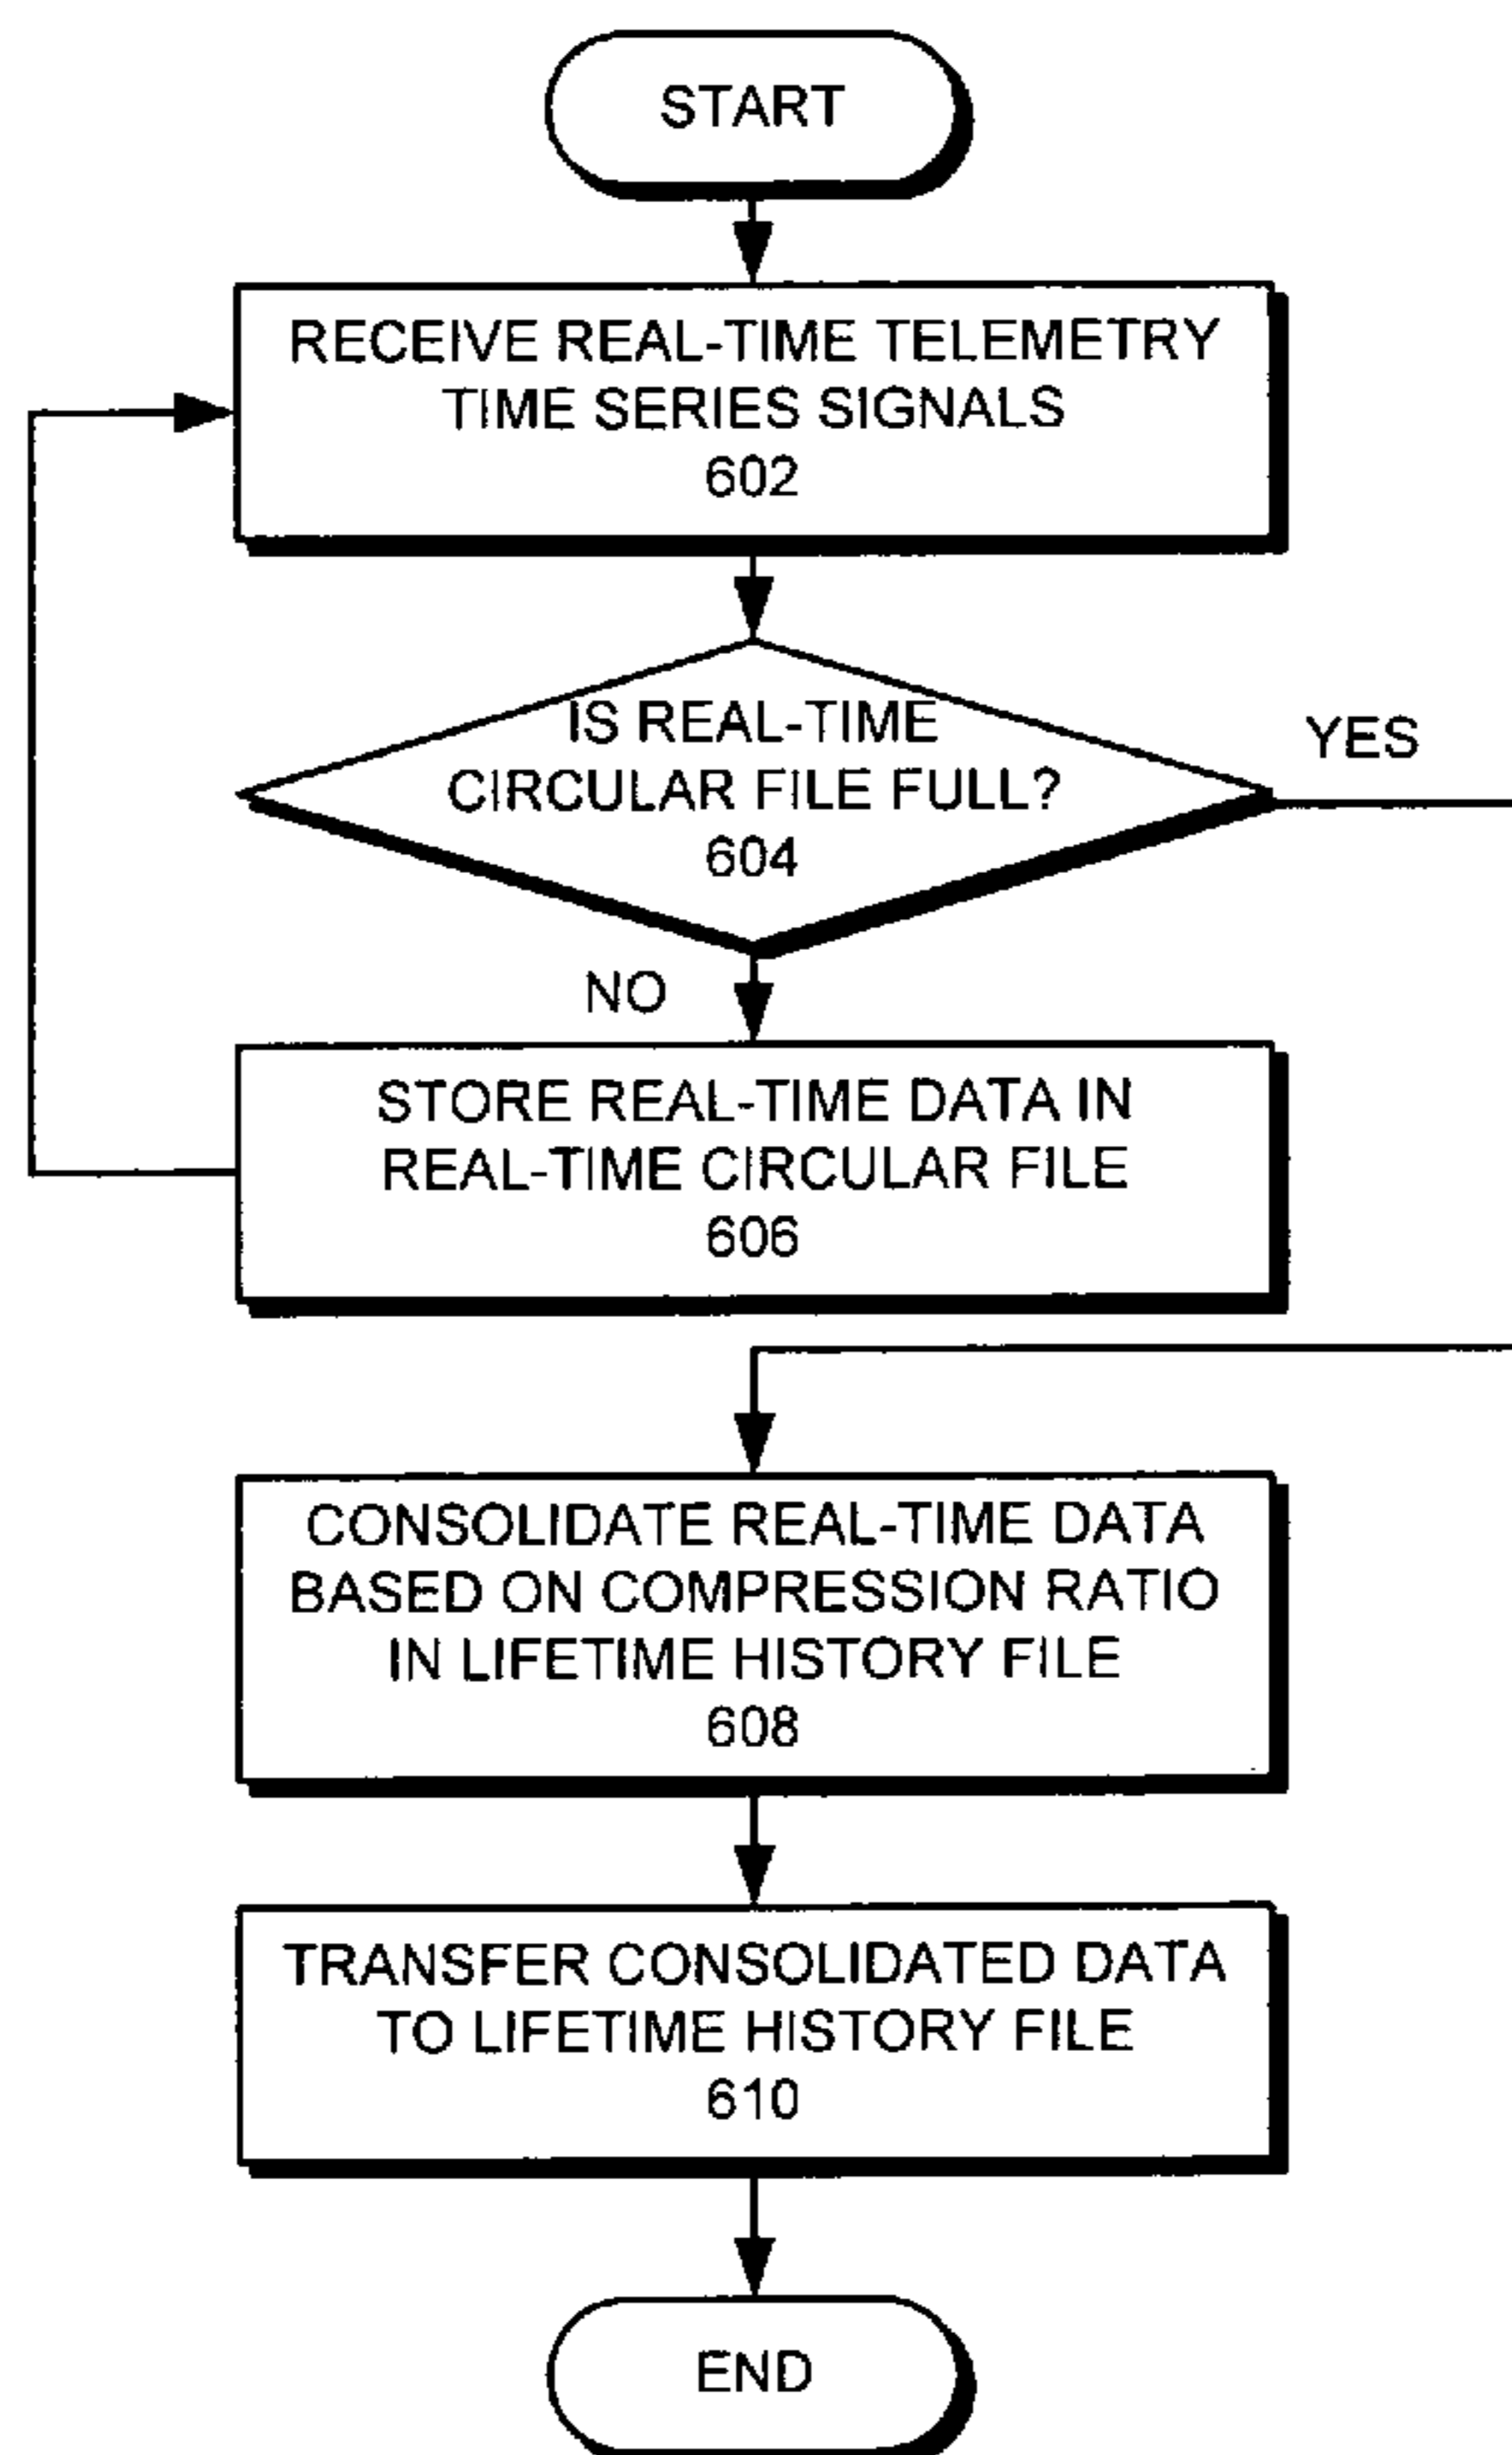 START
RECEIVE REAL-TIME TELEMETRY
TIME SERIES SIGNALS
602
IS REAL-TIME
CIRCULAR FILE FULL?
604
YES
NO
STORE REAL-TIME DATA IN
REAL-TIME CIRCULAR FILE
606
CONSOLIDATE REAL-TIME DATA
BASED ON COMPRESSION RATIO
IN LIFETIME HISTORY FILE
608
TRANSFER CONSOLIDATED DATA
TO LIFETIME HISTORY FILE
610
END